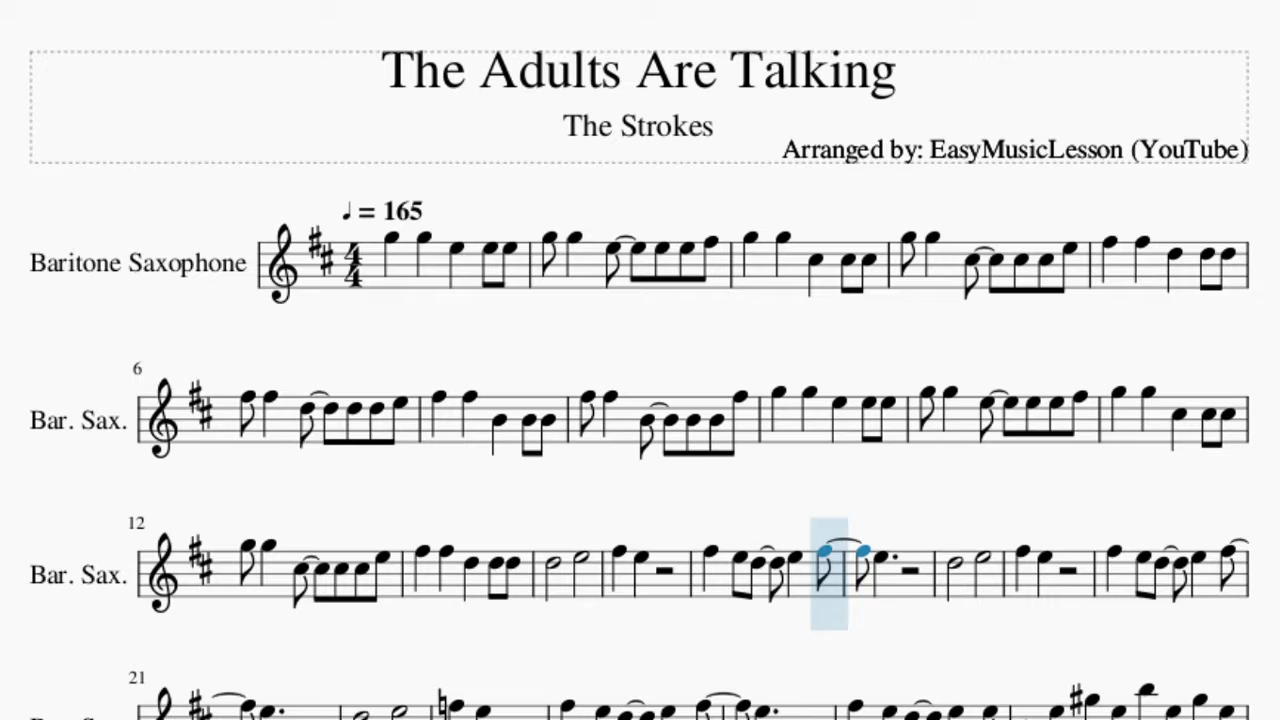 The Adults Are Talking
The Strokes
Arranged by: EasyMusicLesson (YouTube)
♩ = 165
Baritone Saxophone
4
4
6
Bar. Sax.
12
Bar. Sax.
21